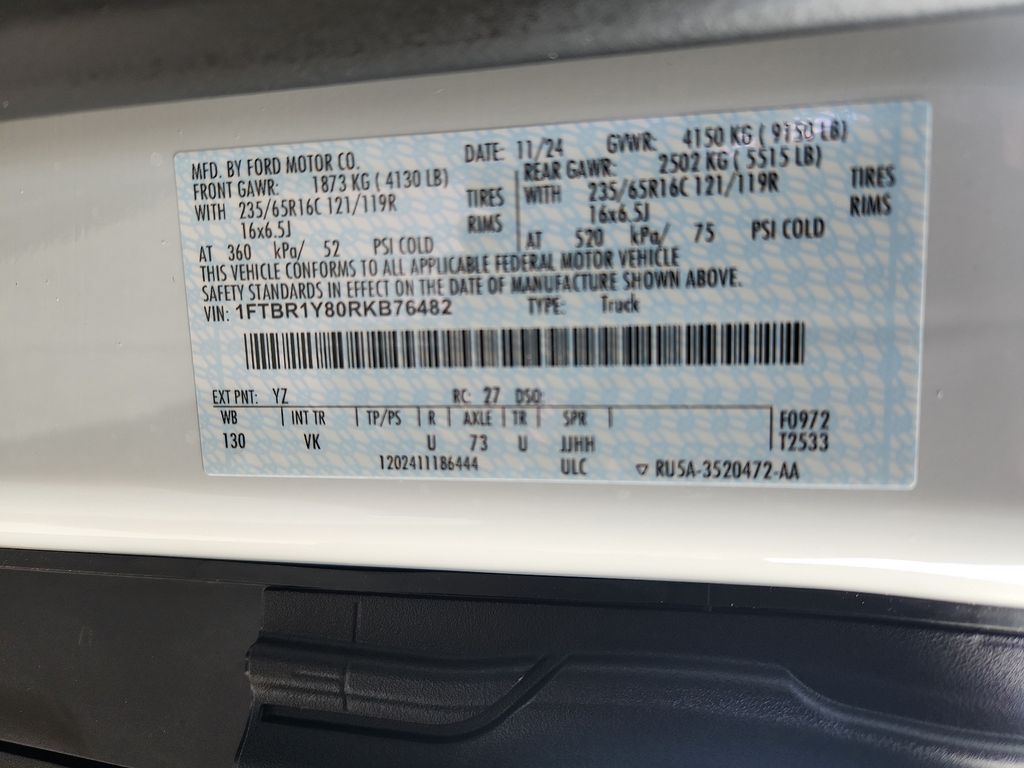 MFD. BY FORD MOTOR CO. DATE: 11/24 GVWR: 4150 KG ( 9150 LB)
FRONT GAWR: 1873 KG ( 4130 LB) REAR GAWR: 2502 KG ( 5515 LB)
WITH 235/65R16C 121/119R TIRES WITH 235/65R16C 121/119R TIRES
16x6.5J RIMS 16x6.5J RIMS
AT 360 kPa/ 52 PSI COLD AT 520 kPa/ 75 PSI COLD
THIS VEHICLE CONFORMS TO ALL APPLICABLE FEDERAL MOTOR VEHICLE
SAFETY STANDARDS IN EFFECT ON THE DATE OF MANUFACTURE SHOWN ABOVE.
VIN: 1FTBR1Y80RKB76482 TYPE: Truck
EXT PNT: YZ RC: 27 DSO:
WB INT TR TP/PS R AXLE TR SPR F0972
130 VK U 73 U JJHH T2533
1202411186444 ULC ▽ RU5A-3520472-AA